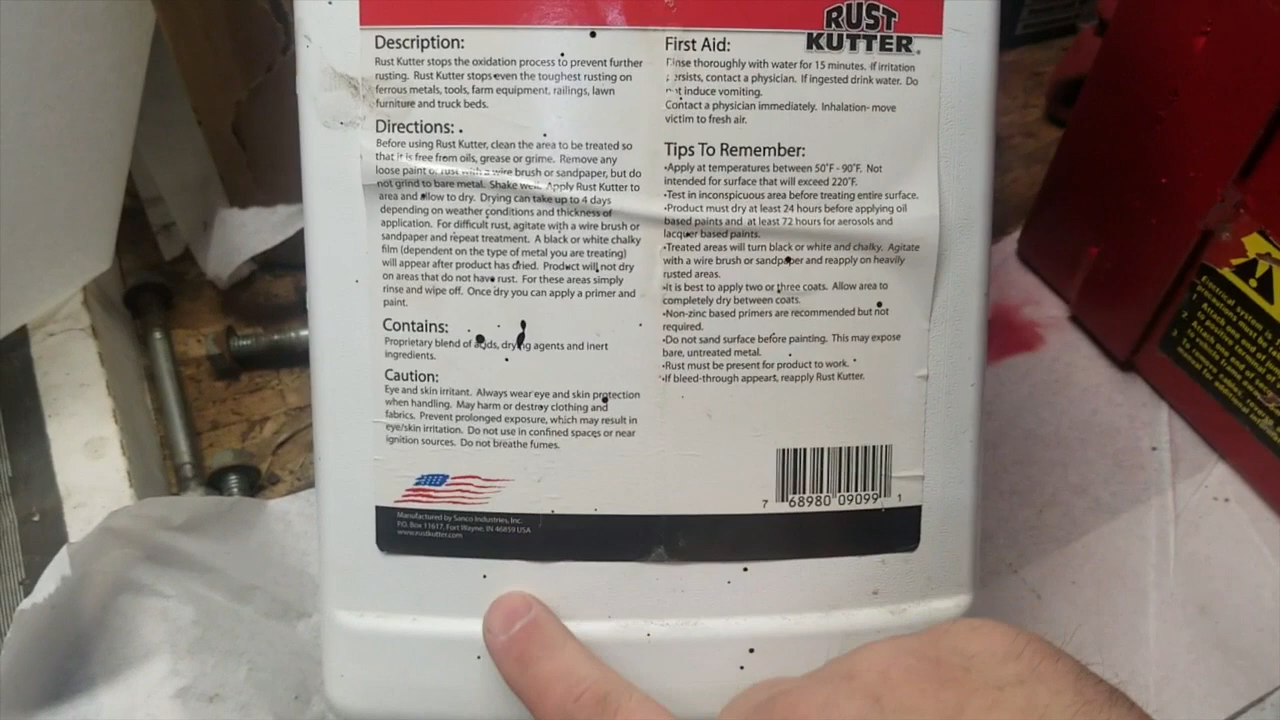 RUST
KUTTER®
Description:
Rust Kutter stops the oxidation process to prevent further
rusting. Rust Kutter stops even the toughest rusting on
ferrous metals, tools, farm equipment, railings, lawn
furniture and truck beds.
Directions:
Before using Rust Kutter, clean the area to be treated so
that it is free from oils, grease or grime. Remove any
loose paint or rust with a wire brush or sandpaper, but do
not grind to bare metal. Shake well. Apply Rust Kutter to
area and allow to dry. Drying can take up to 4 days
depending on weather conditions and thickness of
application. For difficult rust, agitate with a wire brush or
sandpaper and repeat treatment. A black or white chalky
film (dependent on the type of metal you are treating)
will appear after product has dried. Product will not dry
on areas that do not have rust. For these areas simply
rinse and wipe off. Once dry you can apply a primer and
paint.
Contains:
Proprietary blend of acids, drying agents and inert
ingredients.
Caution:
Eye and skin irritant. Always wear eye and skin protection
when handling. May harm or destroy clothing and
fabrics. Prevent prolonged exposure, which may result in
eye/skin irritation. Do not use in confined spaces or near
ignition sources. Do not breathe fumes.
Manufactured by Sanco Industries, Inc.
P.O. Box 11617, Fort Wayne, IN 46859 USA
www.rustkutter.com
First Aid:
Rinse thoroughly with water for 15 minutes. If irritation
persists, contact a physician. If ingested drink water. Do
not induce vomiting.
Contact a physician immediately. Inhalation- move
victim to fresh air.
Tips To Remember:
•Apply at temperatures between 50°F - 90°F. Not
intended for surface that will exceed 220°F.
•Test in inconspicuous area before treating entire surface.
•Product must dry at least 24 hours before applying oil
based paints and at least 72 hours for aerosols and
lacquer based paints.
•Treated areas will turn black or white and chalky. Agitate
with a wire brush or sandpaper and reapply on heavily
rusted areas.
•It is best to apply two or three coats. Allow area to
completely dry between coats.
•Non-zinc based primers are recommended but not
required.
•Do not sand surface before painting. This may expose
bare, untreated metal.
•Rust must be present for product to work.
•If bleed-through appears, reapply Rust Kutter.
7 68980 09099 1
Electrical system
precautions must
1. Attach one end of
to positive
2. Attach one end of